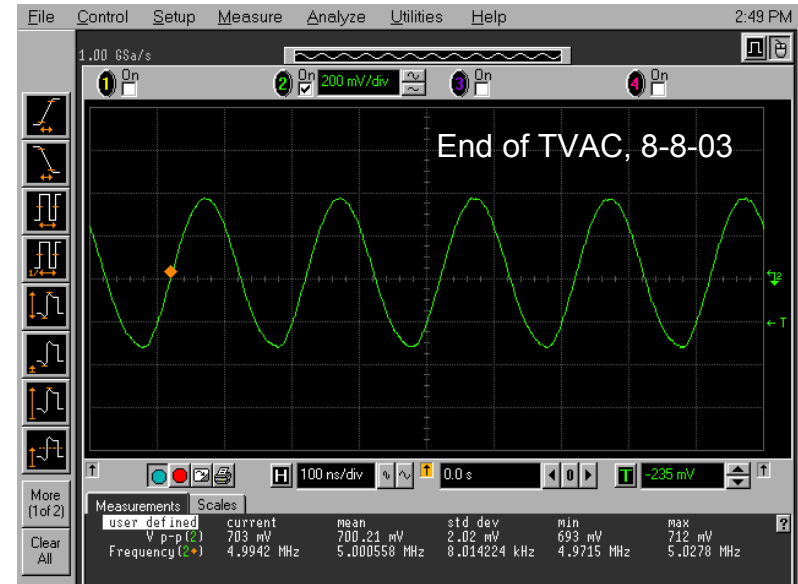 File Control Setup Measure Analyze Utilities Help 2:49 PM
1.00 GSa/s
1 On 2 On 200 mV/div 3 On 4 On
End of TVAC, 8-8-03
2
T
H 100 ns/div 0.0 s 0 T -235 mV
More
(1of 2)
Clear
All
Measurements Scales
user defined current mean std dev min max ?
V p-p(2) 703 mV 700.21 mV 2.02 mV 693 mV 712 mV
Frequency(2) 4.9942 MHz 5.000558 MHz 8.014224 kHz 4.9715 MHz 5.0278 MHz